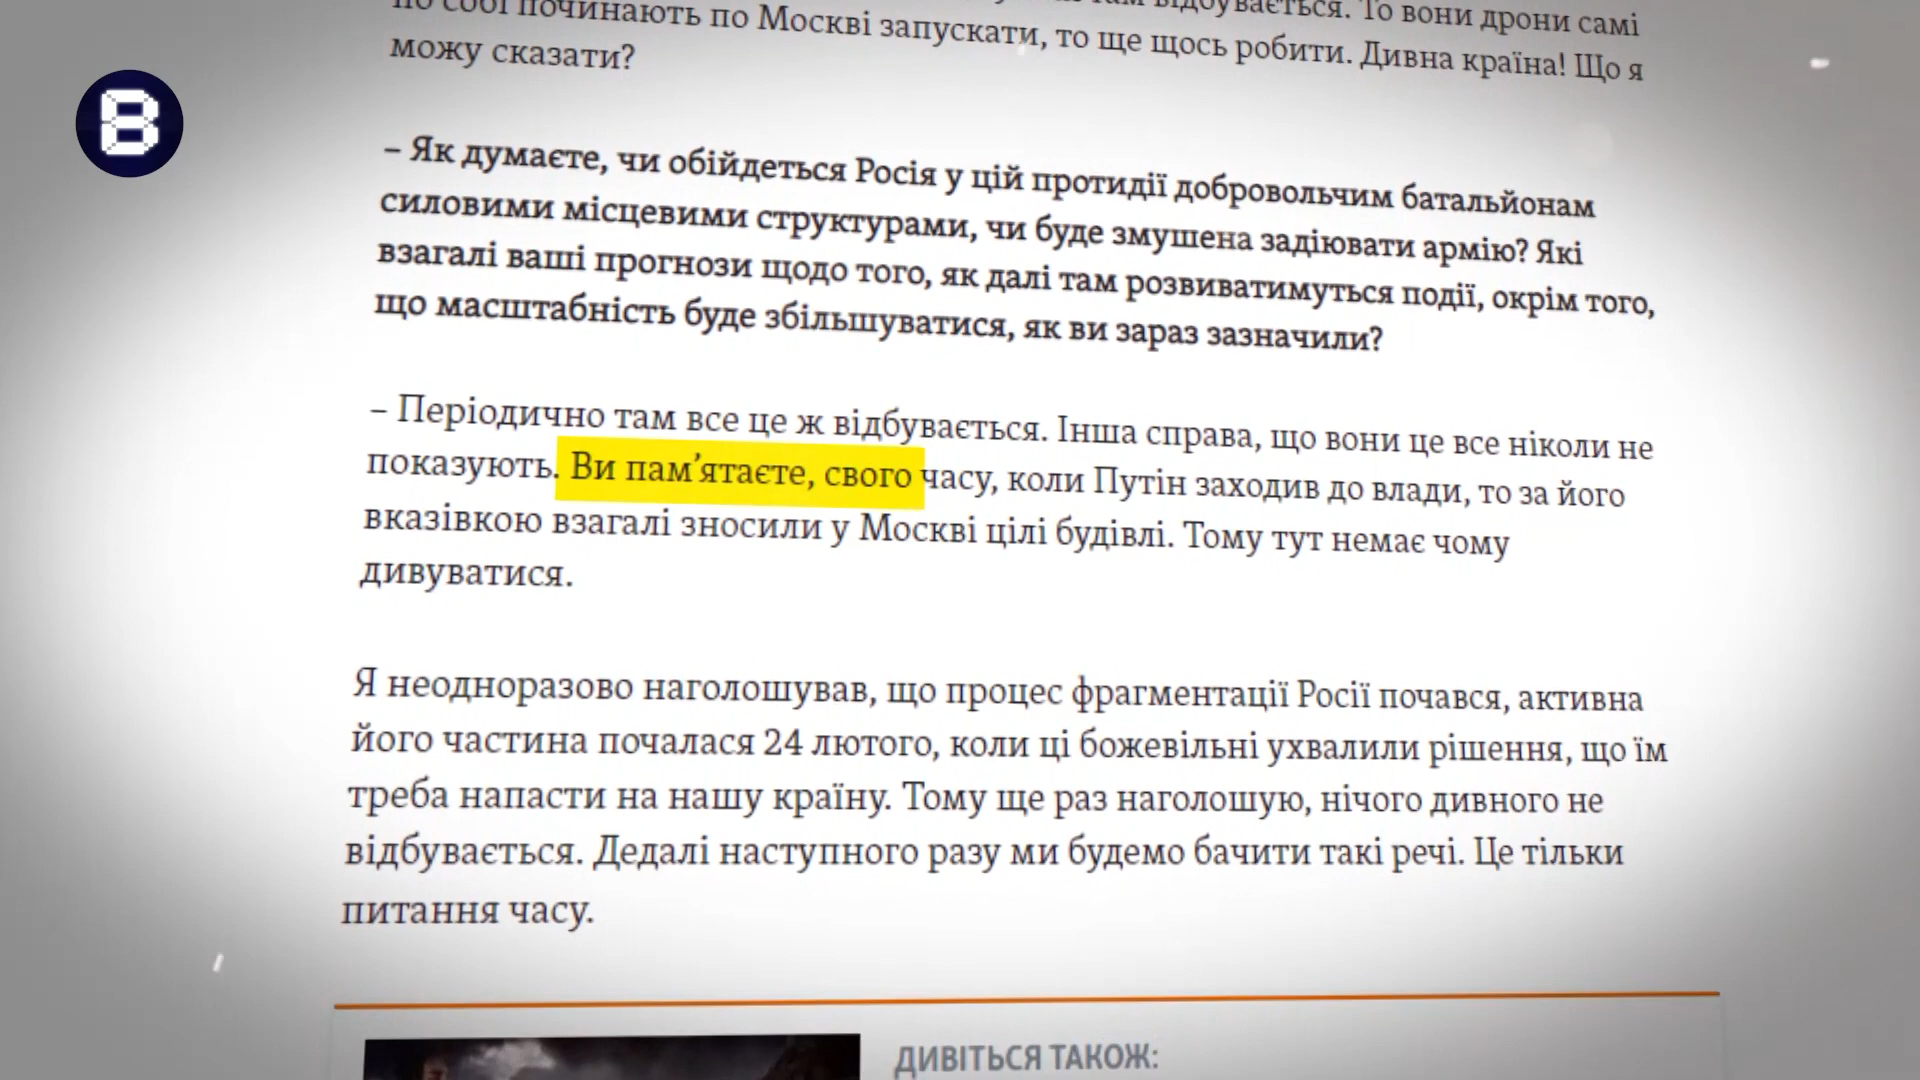 по собі починають по Москві запускати, то ще щось робити. Дивна країна! Що я
відбувається. То вони дрони самі
можу сказати?
B
– Як думаєте, чи обійдеться Росія у цій протидії добровольчим батальйонам
силовими місцевими структурами, чи буде змушена задіювати армію? Які
взагалі ваші прогнози щодо того, як далі там розвиватимуться події, окрім того,
що масштабність буде збільшуватися, як ви зараз зазначили?
– Періодично там все це ж відбувається. Інша справа, що вони це все ніколи не
показують. Ви пам’ятаєте, свого часу, коли Путін заходив до влади, то за його
вказівкою взагалі зносили у Москві цілі будівлі. Тому тут немає чому
дивуватися.
Я неодноразово наголошував, що процес фрагментації Росії почався, активна
його частина почалася 24 лютого, коли ці божевільні ухвалили рішення, що їм
треба напасти на нашу країну. Тому ще раз наголошую, нічого дивного не
відбувається. Дедалі наступного разу ми будемо бачити такі речі. Це тільки
питання часу.
ДИВІТЬСЯ ТАКОЖ: